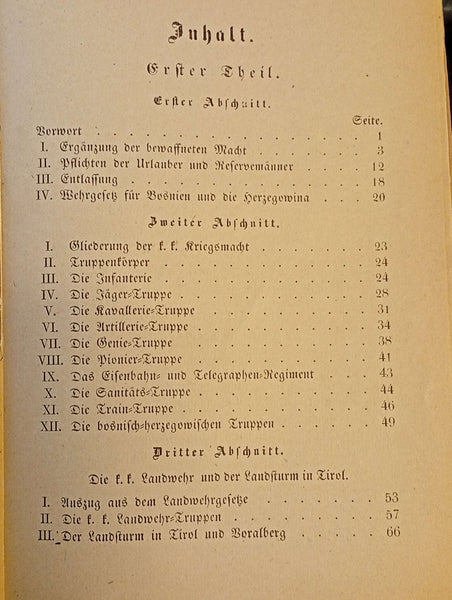 Inhalt.
Erster Theil.
Erster Abschnitt.
Seite.
Vorwort . . . . . . . . . . . . . . . 1
I. Ergänzung der bewaffneten Macht . . . . . . . 3
II. Pflichten der Urlauber und Reservemänner . . . . 12
III. Entlassung . . . . . . . . . . . . . . 18
IV. Wehrgesetz für Bosnien und die Herzegowina . . . 20
Zweiter Abschnitt.
I. Gliederung der k. k. Kriegsmacht . . . . . . . 23
II. Truppenkörper . . . . . . . . . . . . . 24
III. Die Infanterie . . . . . . . . . . . . . 24
IV. Die Jäger-Truppe . . . . . . . . . . . . 28
V. Die Kavallerie-Truppe . . . . . . . . . . 31
VI. Die Artillerie-Truppe . . . . . . . . . . 34
VII. Die Genie-Truppe . . . . . . . . . . . . 38
VIII. Die Pionier-Truppe . . . . . . . . . . . 41
IX. Das Eisenbahn- und Telegraphen-Regiment . . . . 43
X. Die Sanitäts-Truppe . . . . . . . . . . . 44
XI. Die Train-Truppe . . . . . . . . . . . . 46
XII. Die bosnisch-herzegowischen Truppen . . . . . 49
Dritter Abschnitt.
Die k. k. Landwehr und der Landsturm in Tirol.
I. Auszug aus dem Landwehrgesetze . . . . . . 53
II. Die k. k. Landwehr-Truppen . . . . . . . . 57
III. Der Landsturm in Tirol und Voralberg . . . . . 66